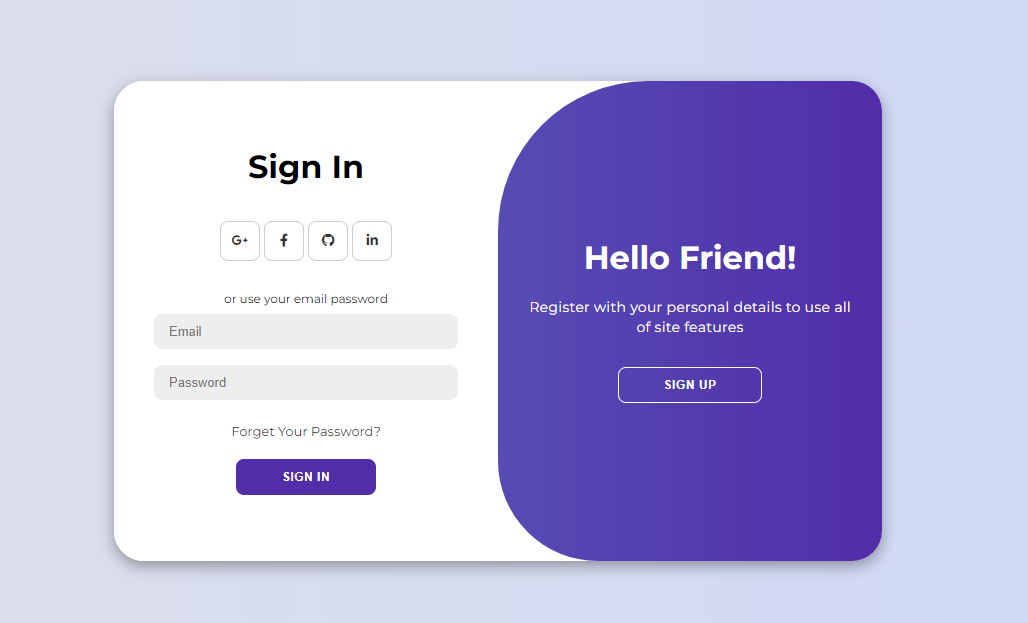 Sign In
G+ f in
or use your email password
Email
Password
Forget Your Password?
SIGN IN
Hello Friend!
Register with your personal details to use all
of site features
SIGN UP